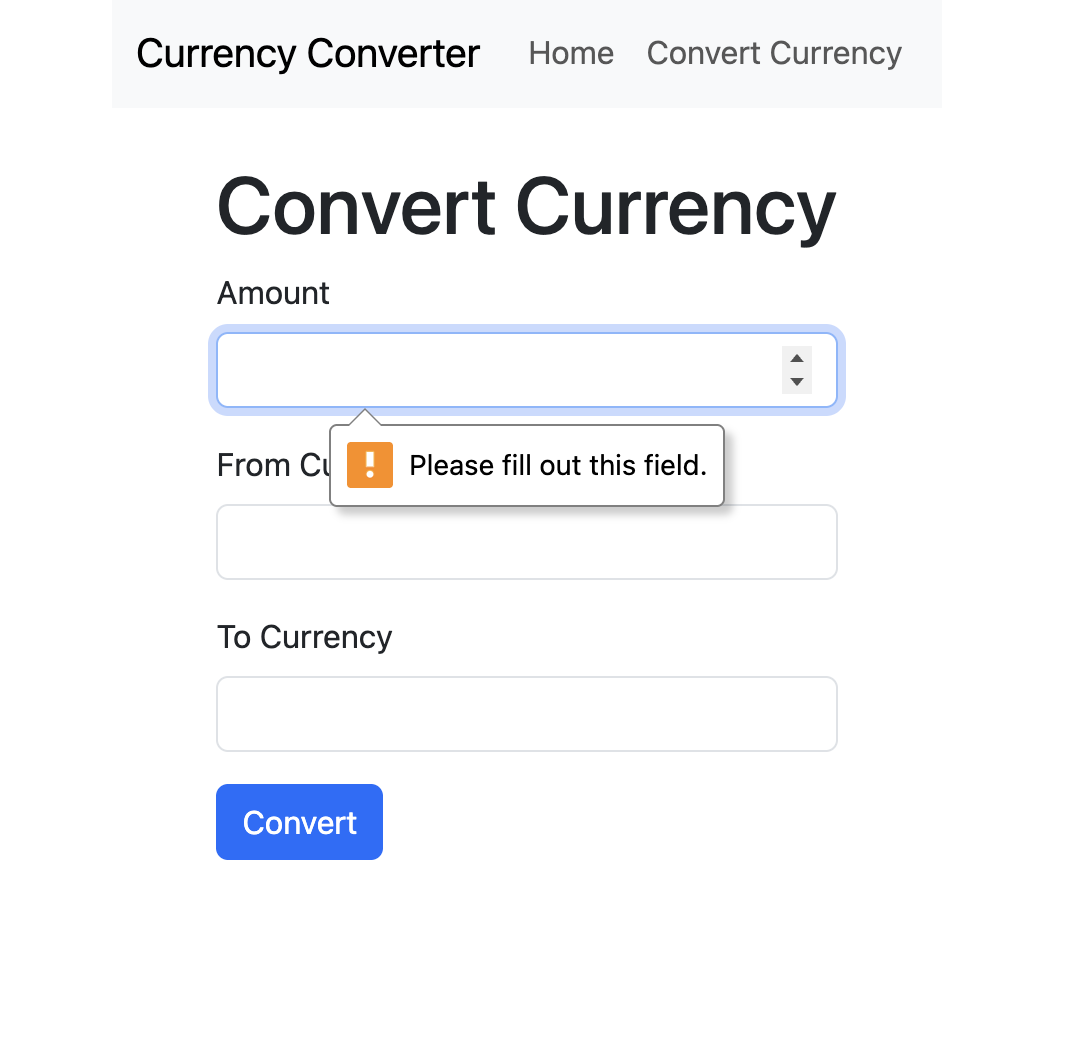 Currency Converter Home Convert Currency
Convert Currency
Amount
Please fill out this field.
From Cu
To Currency
Convert